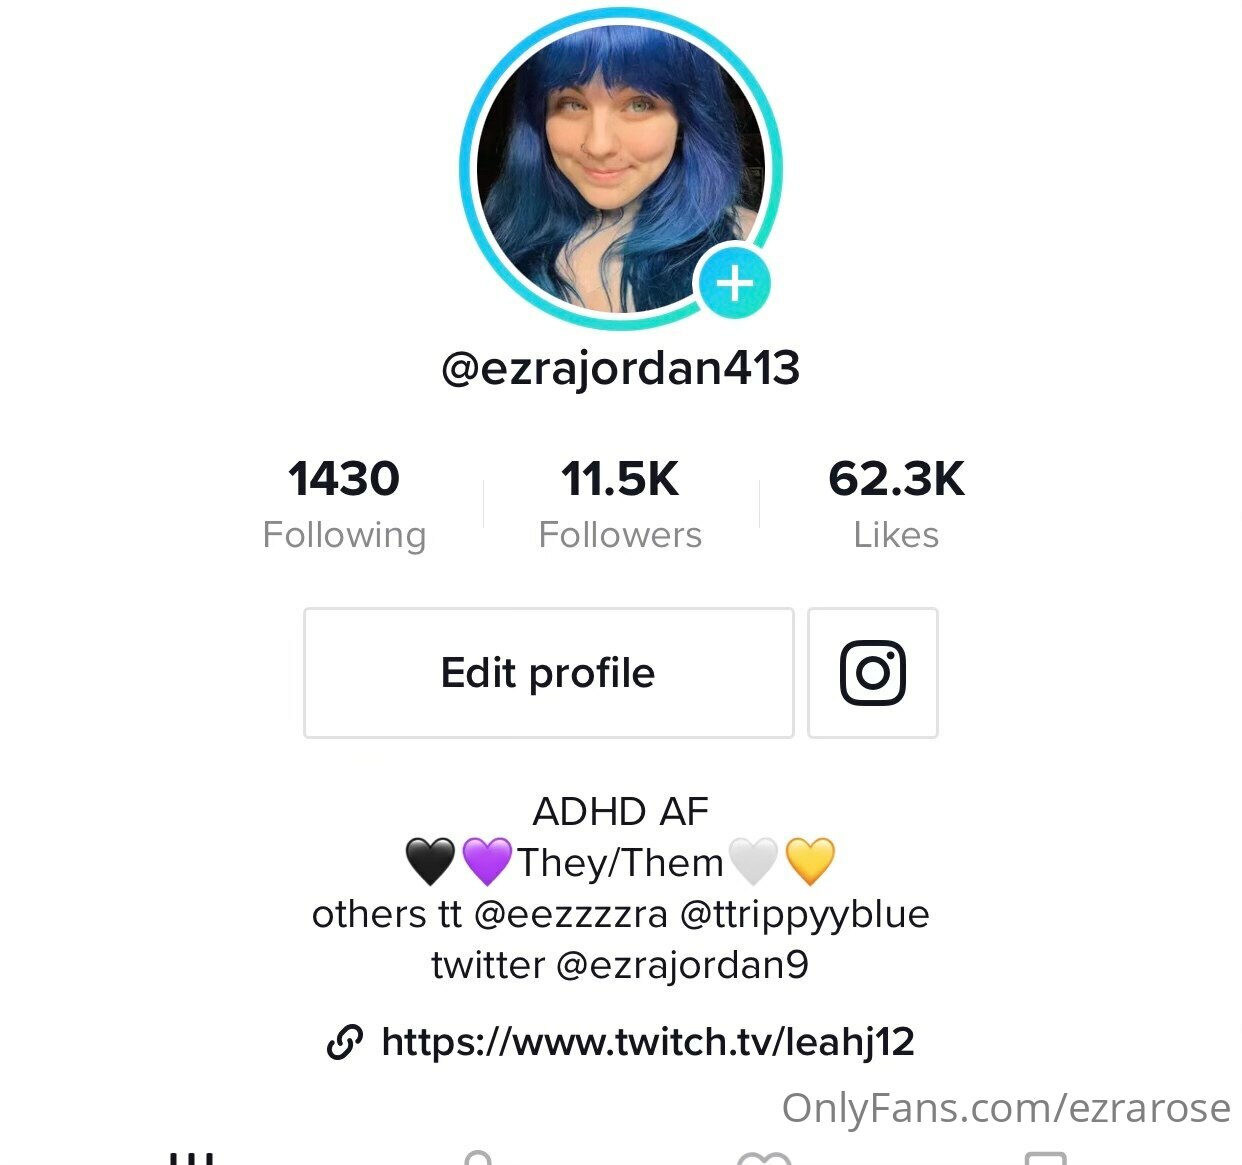 @ezrajordan413
1430 11.5K 62.3K
Following Followers Likes
Edit profile
ADHD AF
🖤💜They/Them🤍💛
others tt @eezzzzra @ttrippyyblue
twitter @ezrajordan9
https://www.twitch.tv/leahj12
OnlyFans.com/ezrarose